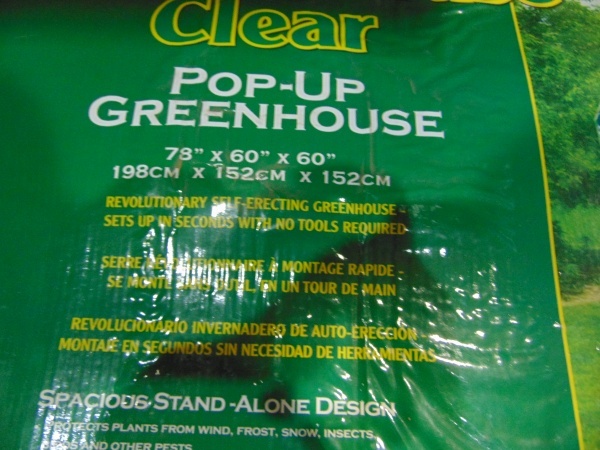 Clear
POP-UP
GREENHOUSE
78" X 60" X 60"
198CM X 152CM X 152CM
REVOLUTIONARY SELF-ERECTING GREENHOUSE -
SETS UP IN SECONDS WITH NO TOOLS REQUIRED
SERRE RÉVOLUTIONNAIRE À MONTAGE RAPIDE -
SE MONTE SANS OUTIL, EN UN TOUR DE MAIN
REVOLUCIONARIO INVERNADERO DE AUTO-ERECCIÓN
MONTAJE EN SEGUNDOS SIN NECESIDAD DE HERRAMIENTAS
SPACIOUS STAND-ALONE DESIGN
PROTECTS PLANTS FROM WIND, FROST, SNOW, INSECTS,
AND OTHER PESTS